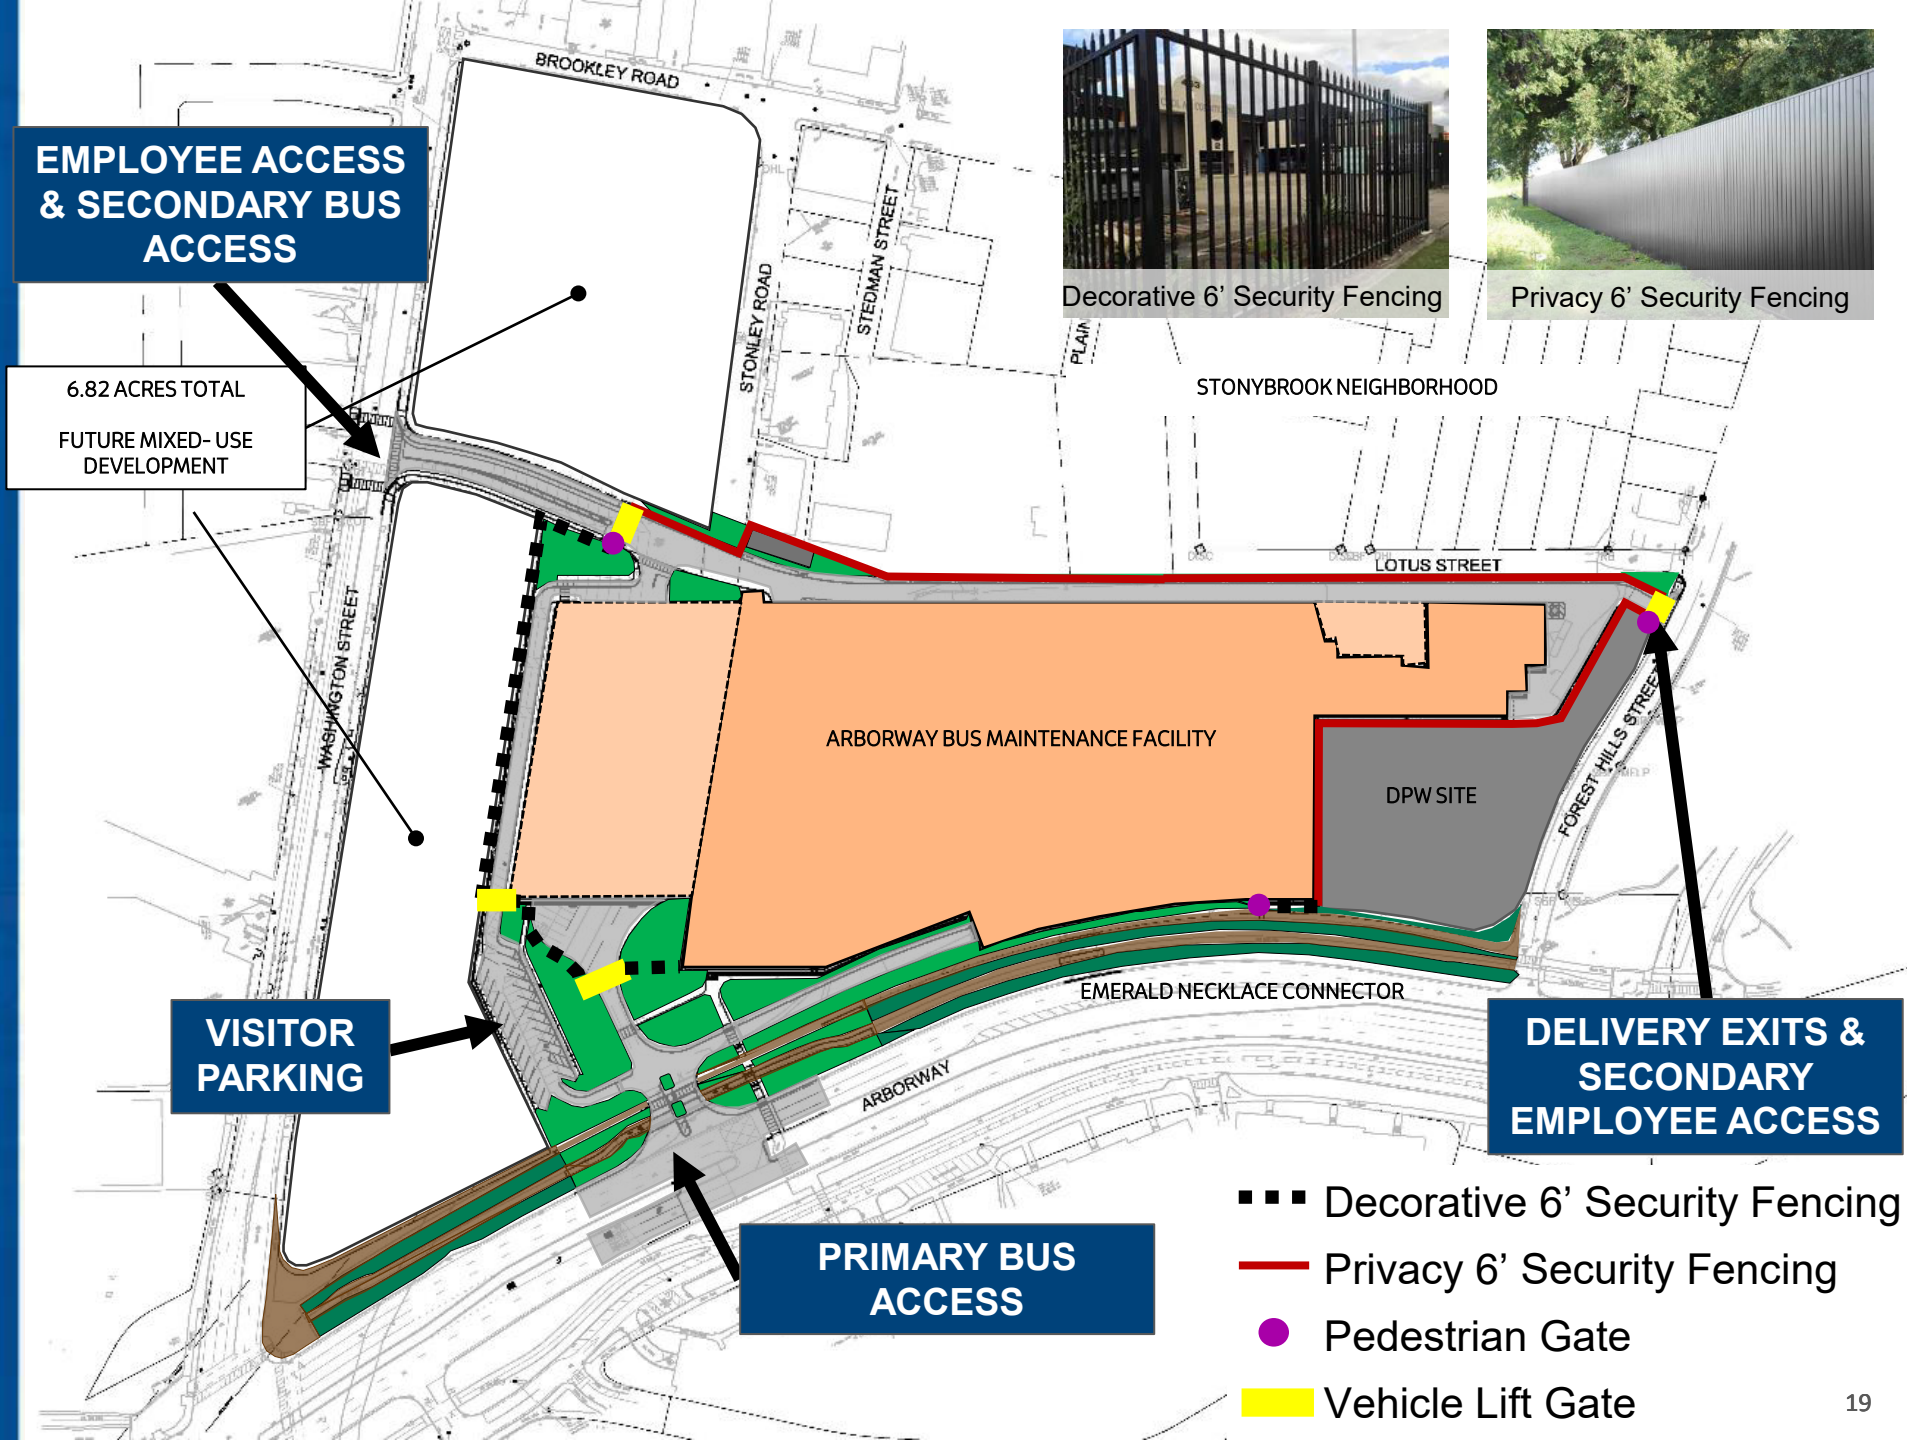 BROOKLEY ROAD
EMPLOYEE ACCESS
& SECONDARY BUS
ACCESS
Decorative 6’ Security Fencing
Privacy 6’ Security Fencing
STEDMAN STREET
STONLEY ROAD
PLAIN
6.82 ACRES TOTAL
FUTURE MIXED- USE
DEVELOPMENT
STONYBROOK NEIGHBORHOOD
LOTUS STREET
WASHINGTON STREET
ARBORWAY BUS MAINTENANCE FACILITY
DPW SITE
FOREST HILLS STREET
EMERALD NECKLACE CONNECTOR
VISITOR
PARKING
ARBORWAY
DELIVERY EXITS &
SECONDARY
EMPLOYEE ACCESS
PRIMARY BUS
ACCESS
Decorative 6’ Security Fencing
Privacy 6’ Security Fencing
Pedestrian Gate
Vehicle Lift Gate
19